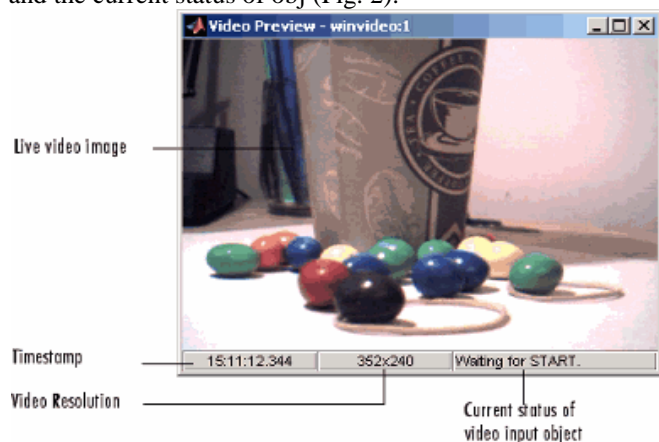 and the current status of obj (Fig. 2).
Video Preview - winvideo:1
Live video image
COFFEE
Timestamp
15:11:12.344
352x240
Waiting for START.
Video Resolution
Current status of
video input object